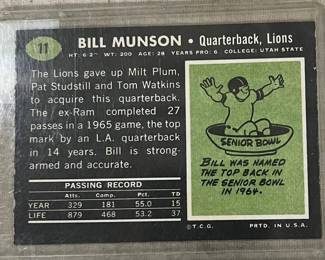 11
BILL MUNSON • Quarterback, Lions
HT: 6-2 WT: 200 AGE: 28 YEARS PRO: 6 COLLEGE: UTAH STATE
The Lions gave up Milt Plum,
Pat Studstill and Tom Watkins
to acquire this quarterback.
The ex-Ram completed 27
passes in a 1965 game, the top
mark by an L.A. quarterback
in 14 years. Bill is strong-
armed and accurate.
PASSING RECORD
Atts. Comp. Pct. TD
YEAR 329 181 55.0 15
LIFE 879 468 53.2 37
SENIOR BOWL
BILL WAS NAMED
THE TOP BACK IN
THE SENIOR BOWL
IN 1964.
©T.C.G. PRTD. IN U.S.A.